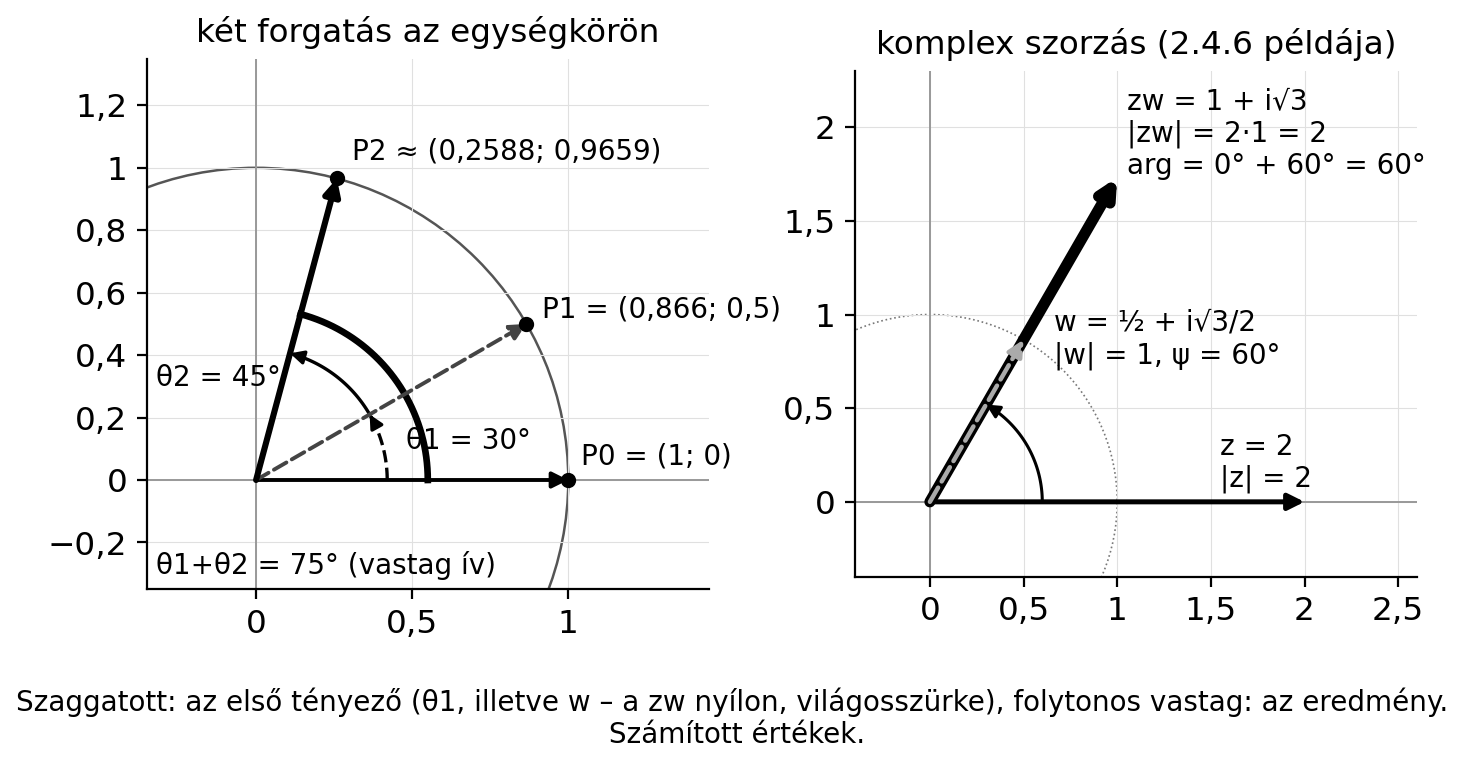 két forgatás az egységkörön
1,2
1
0,8
0,6
0,4
0,2
0
−0,2
0
0,5
1
P2 ≈ (0,2588; 0,9659)
P1 = (0,866; 0,5)
θ2 = 45°
θ1 = 30°
P0 = (1; 0)
θ1+θ2 = 75° (vastag ív)
komplex szorzás (2.4.6 példája)
2
1,5
1
0,5
0
0
0,5
1
1,5
2
2,5
zw = 1 + i√3
|zw| = 2·1 = 2
arg = 0° + 60° = 60°
w = ½ + i√3/2
|w| = 1, ψ = 60°
z = 2
|z| = 2
Szaggatott: az első tényező (θ1, illetve w – a zw nyílon, világosszürke), folytonos vastag: az eredmény.
Számított értékek.